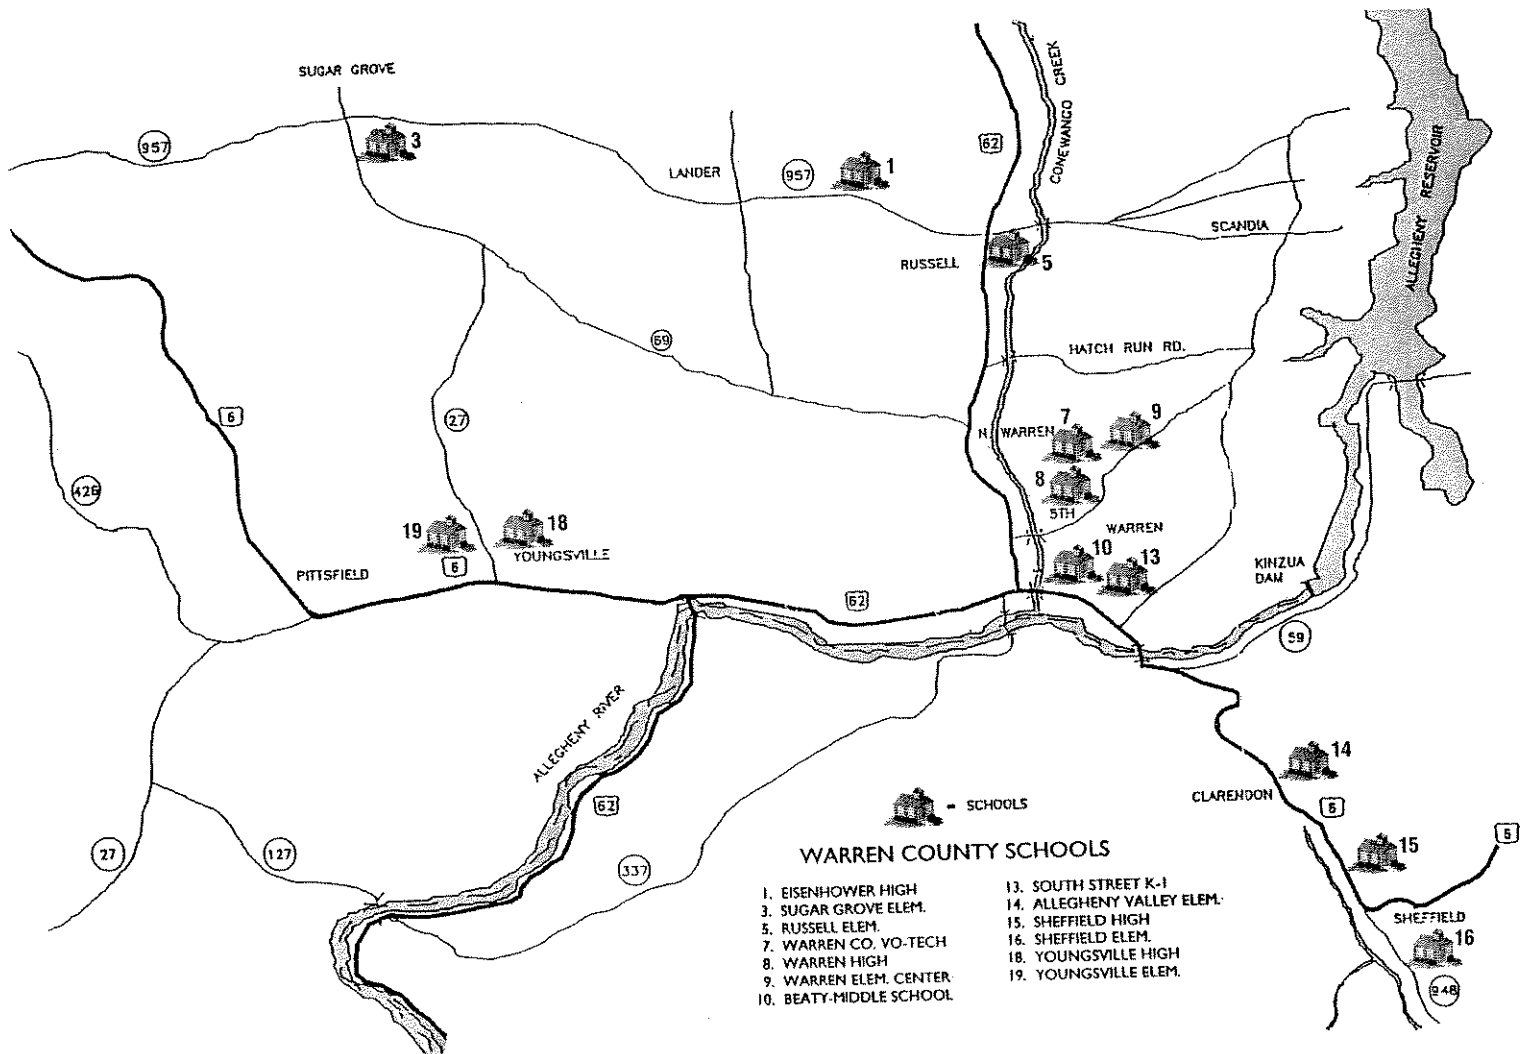 SUGAR GROVE
CONEWANGO CREEK
957
3
62
ALLEGHENY RESERVOIR
LANDER
957
1
SCANDIA
RUSSELL
5
69
HATCH RUN RD.
6
27
7
9
N WARREN
426
8
5TH
19
18
WARREN
YOUNGSVILLE
10
13
PITTSFIELD
6
KINZUA
DAM
62
59
ALLEGHENY RIVER
14
CLARENDON
62
6
- SCHOOLS
6
27
127
337
15
SHEFFIELD
16
948
WARREN COUNTY SCHOOLS
1. EISENHOWER HIGH
3. SUGAR GROVE ELEM.
5. RUSSELL ELEM.
7. WARREN CO. VO-TECH
8. WARREN HIGH
9. WARREN ELEM. CENTER
10. BEATY-MIDDLE SCHOOL
13. SOUTH STREET K-1
14. ALLEGHENY VALLEY ELEM.
15. SHEFFIELD HIGH
16. SHEFFIELD ELEM.
18. YOUNGSVILLE HIGH
19. YOUNGSVILLE ELEM.